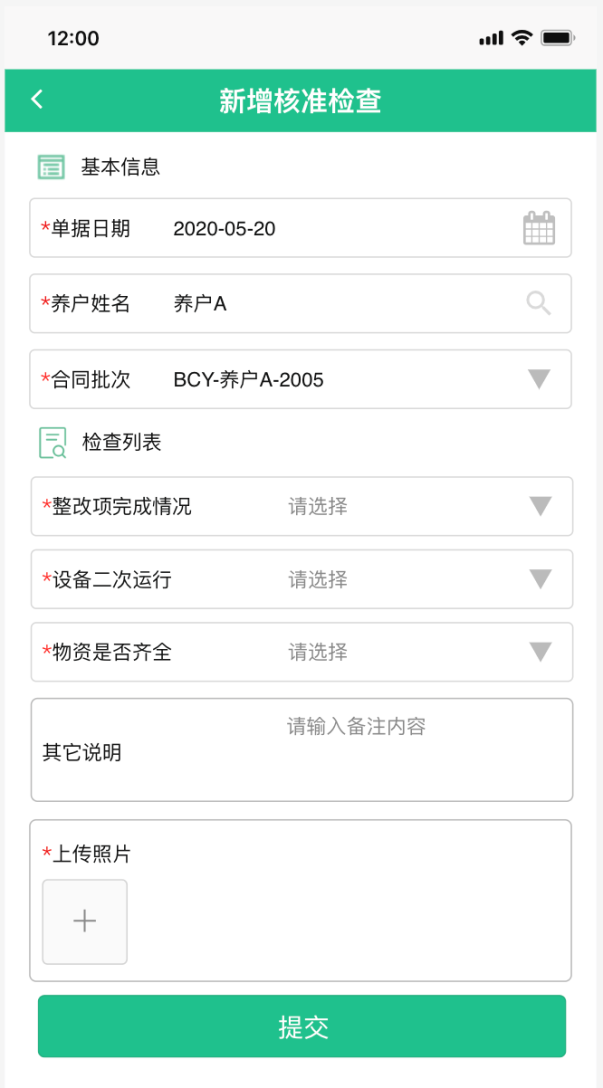 12:00
新增核准检查
基本信息
*单据日期 2020-05-20
*养户姓名 养户A
*合同批次 BCY-养户A-2005
检查列表
*整改项完成情况 请选择
*设备二次运行 请选择
*物资是否齐全 请选择
请输入备注内容
其它说明
*上传照片
提交